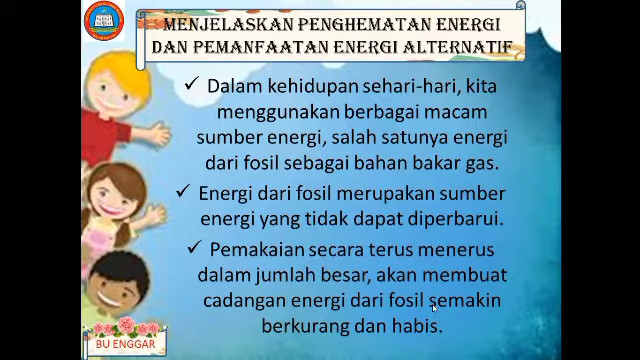 MENJELASKAN PENGHEMATAN ENERGI
DAN PEMANFAATAN ENERGI ALTERNATIF
✓ Dalam kehidupan sehari-hari, kita
menggunakan berbagai macam
sumber energi, salah satunya energi
dari fosil sebagai bahan bakar gas.
✓ Energi dari fosil merupakan sumber
energi yang tidak dapat diperbarui.
✓ Pemakaian secara terus menerus
dalam jumlah besar, akan membuat
cadangan energi dari fosil semakin
berkurang dan habis.
BU ENGGAR